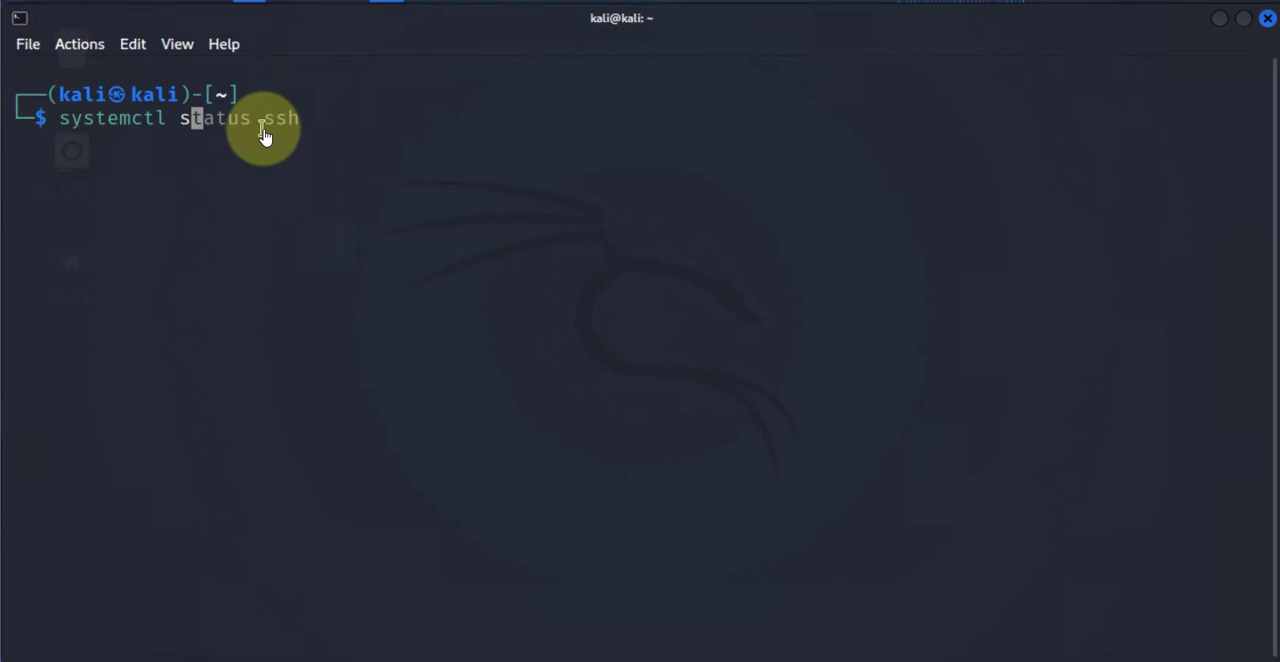 kali@kali: ~
File Actions Edit View Help
┌──(kali㉿kali)-[~]
└─$ systemctl status ssh